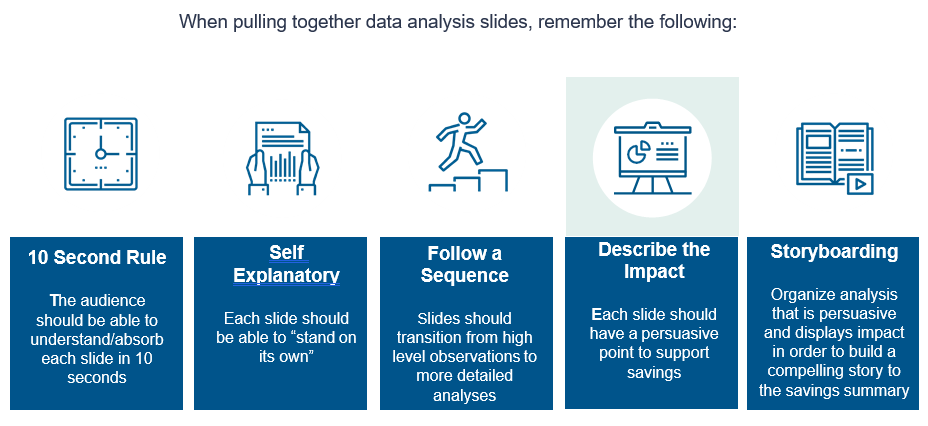 When pulling together data analysis slides, remember the following:
10 Second Rule
The audience
should be able to
understand/absorb
each slide in 10
seconds
Self
Explanatory
Each slide should
be able to “stand on
its own”
Follow a
Sequence
Slides should
transition from high
level observations to
more detailed
analyses
Describe the
Impact
Each slide should
have a persuasive
point to support
savings
Storyboarding
Organize analysis
that is persuasive
and displays impact
in order to build a
compelling story to
the savings summary